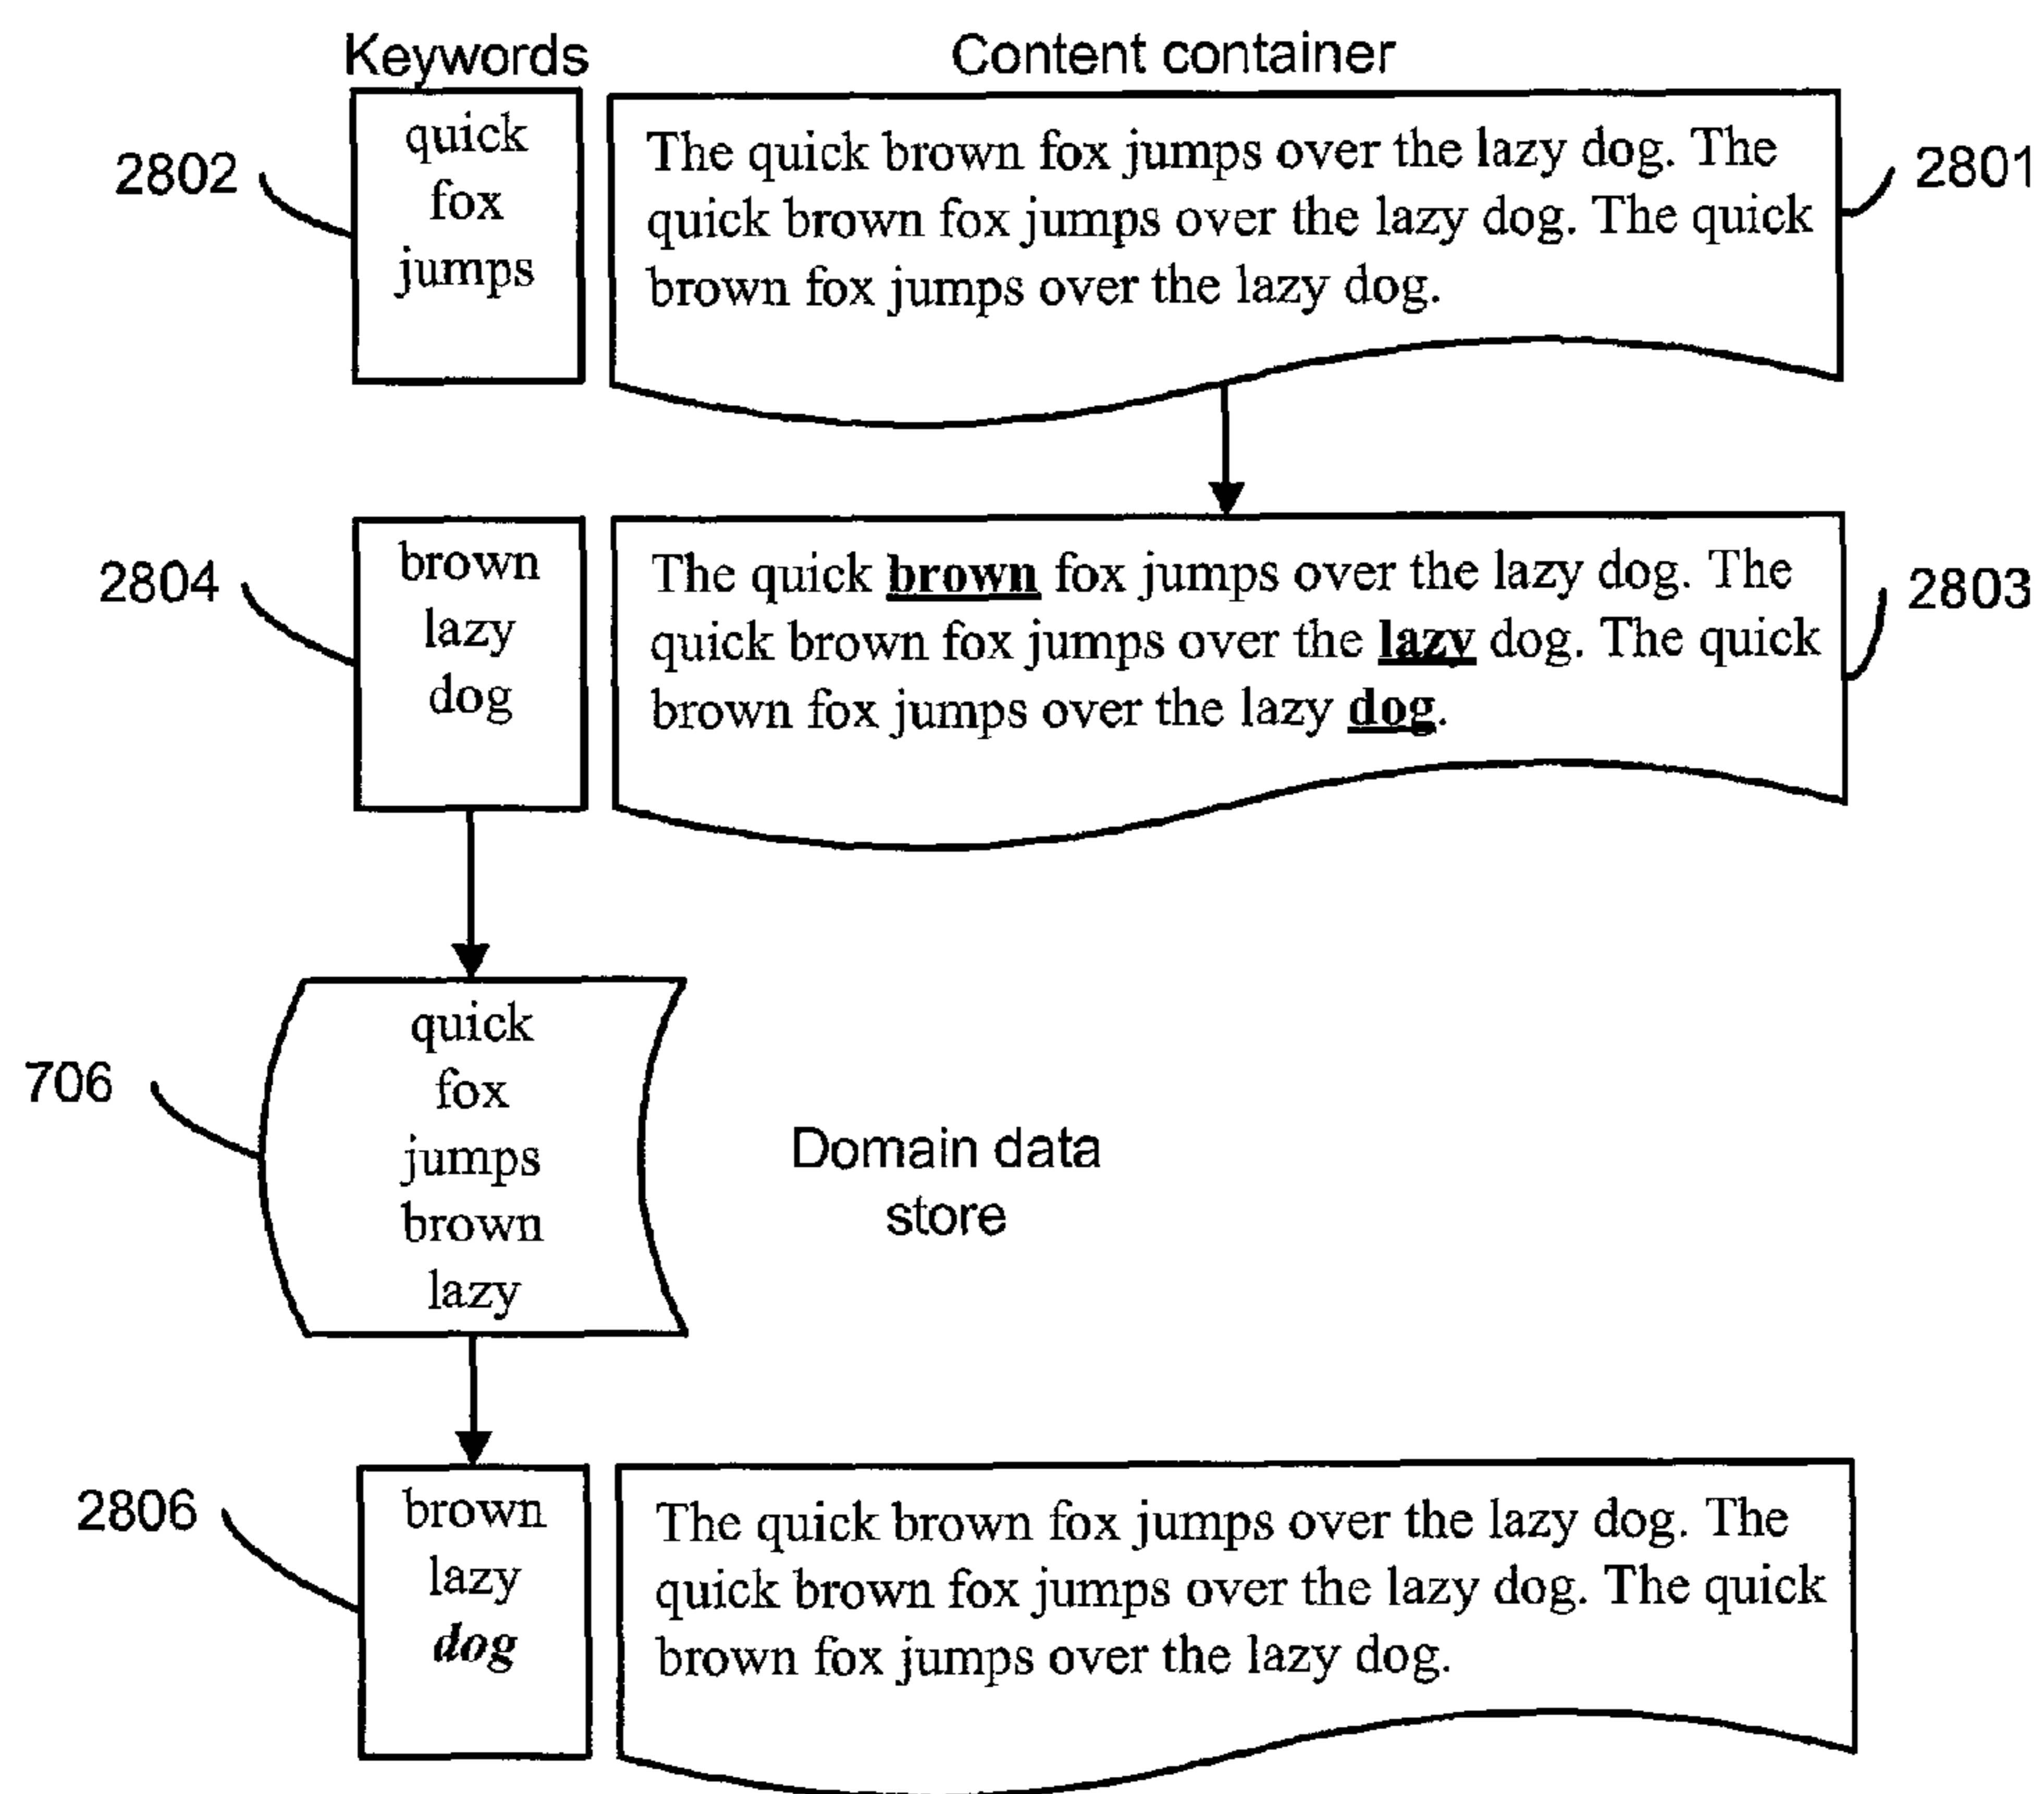 Keywords
Content container
2802
quick
fox
jumps
The quick brown fox jumps over the lazy dog. The
quick brown fox jumps over the lazy dog. The quick
brown fox jumps over the lazy dog.
2801
2804
brown
lazy
dog
The quick brown fox jumps over the lazy dog. The
quick brown fox jumps over the lazy dog. The quick
brown fox jumps over the lazy dog.
2803
706
quick
fox
jumps
brown
lazy
Domain data
store
2806
brown
lazy
dog
The quick brown fox jumps over the lazy dog. The
quick brown fox jumps over the lazy dog. The quick
brown fox jumps over the lazy dog.